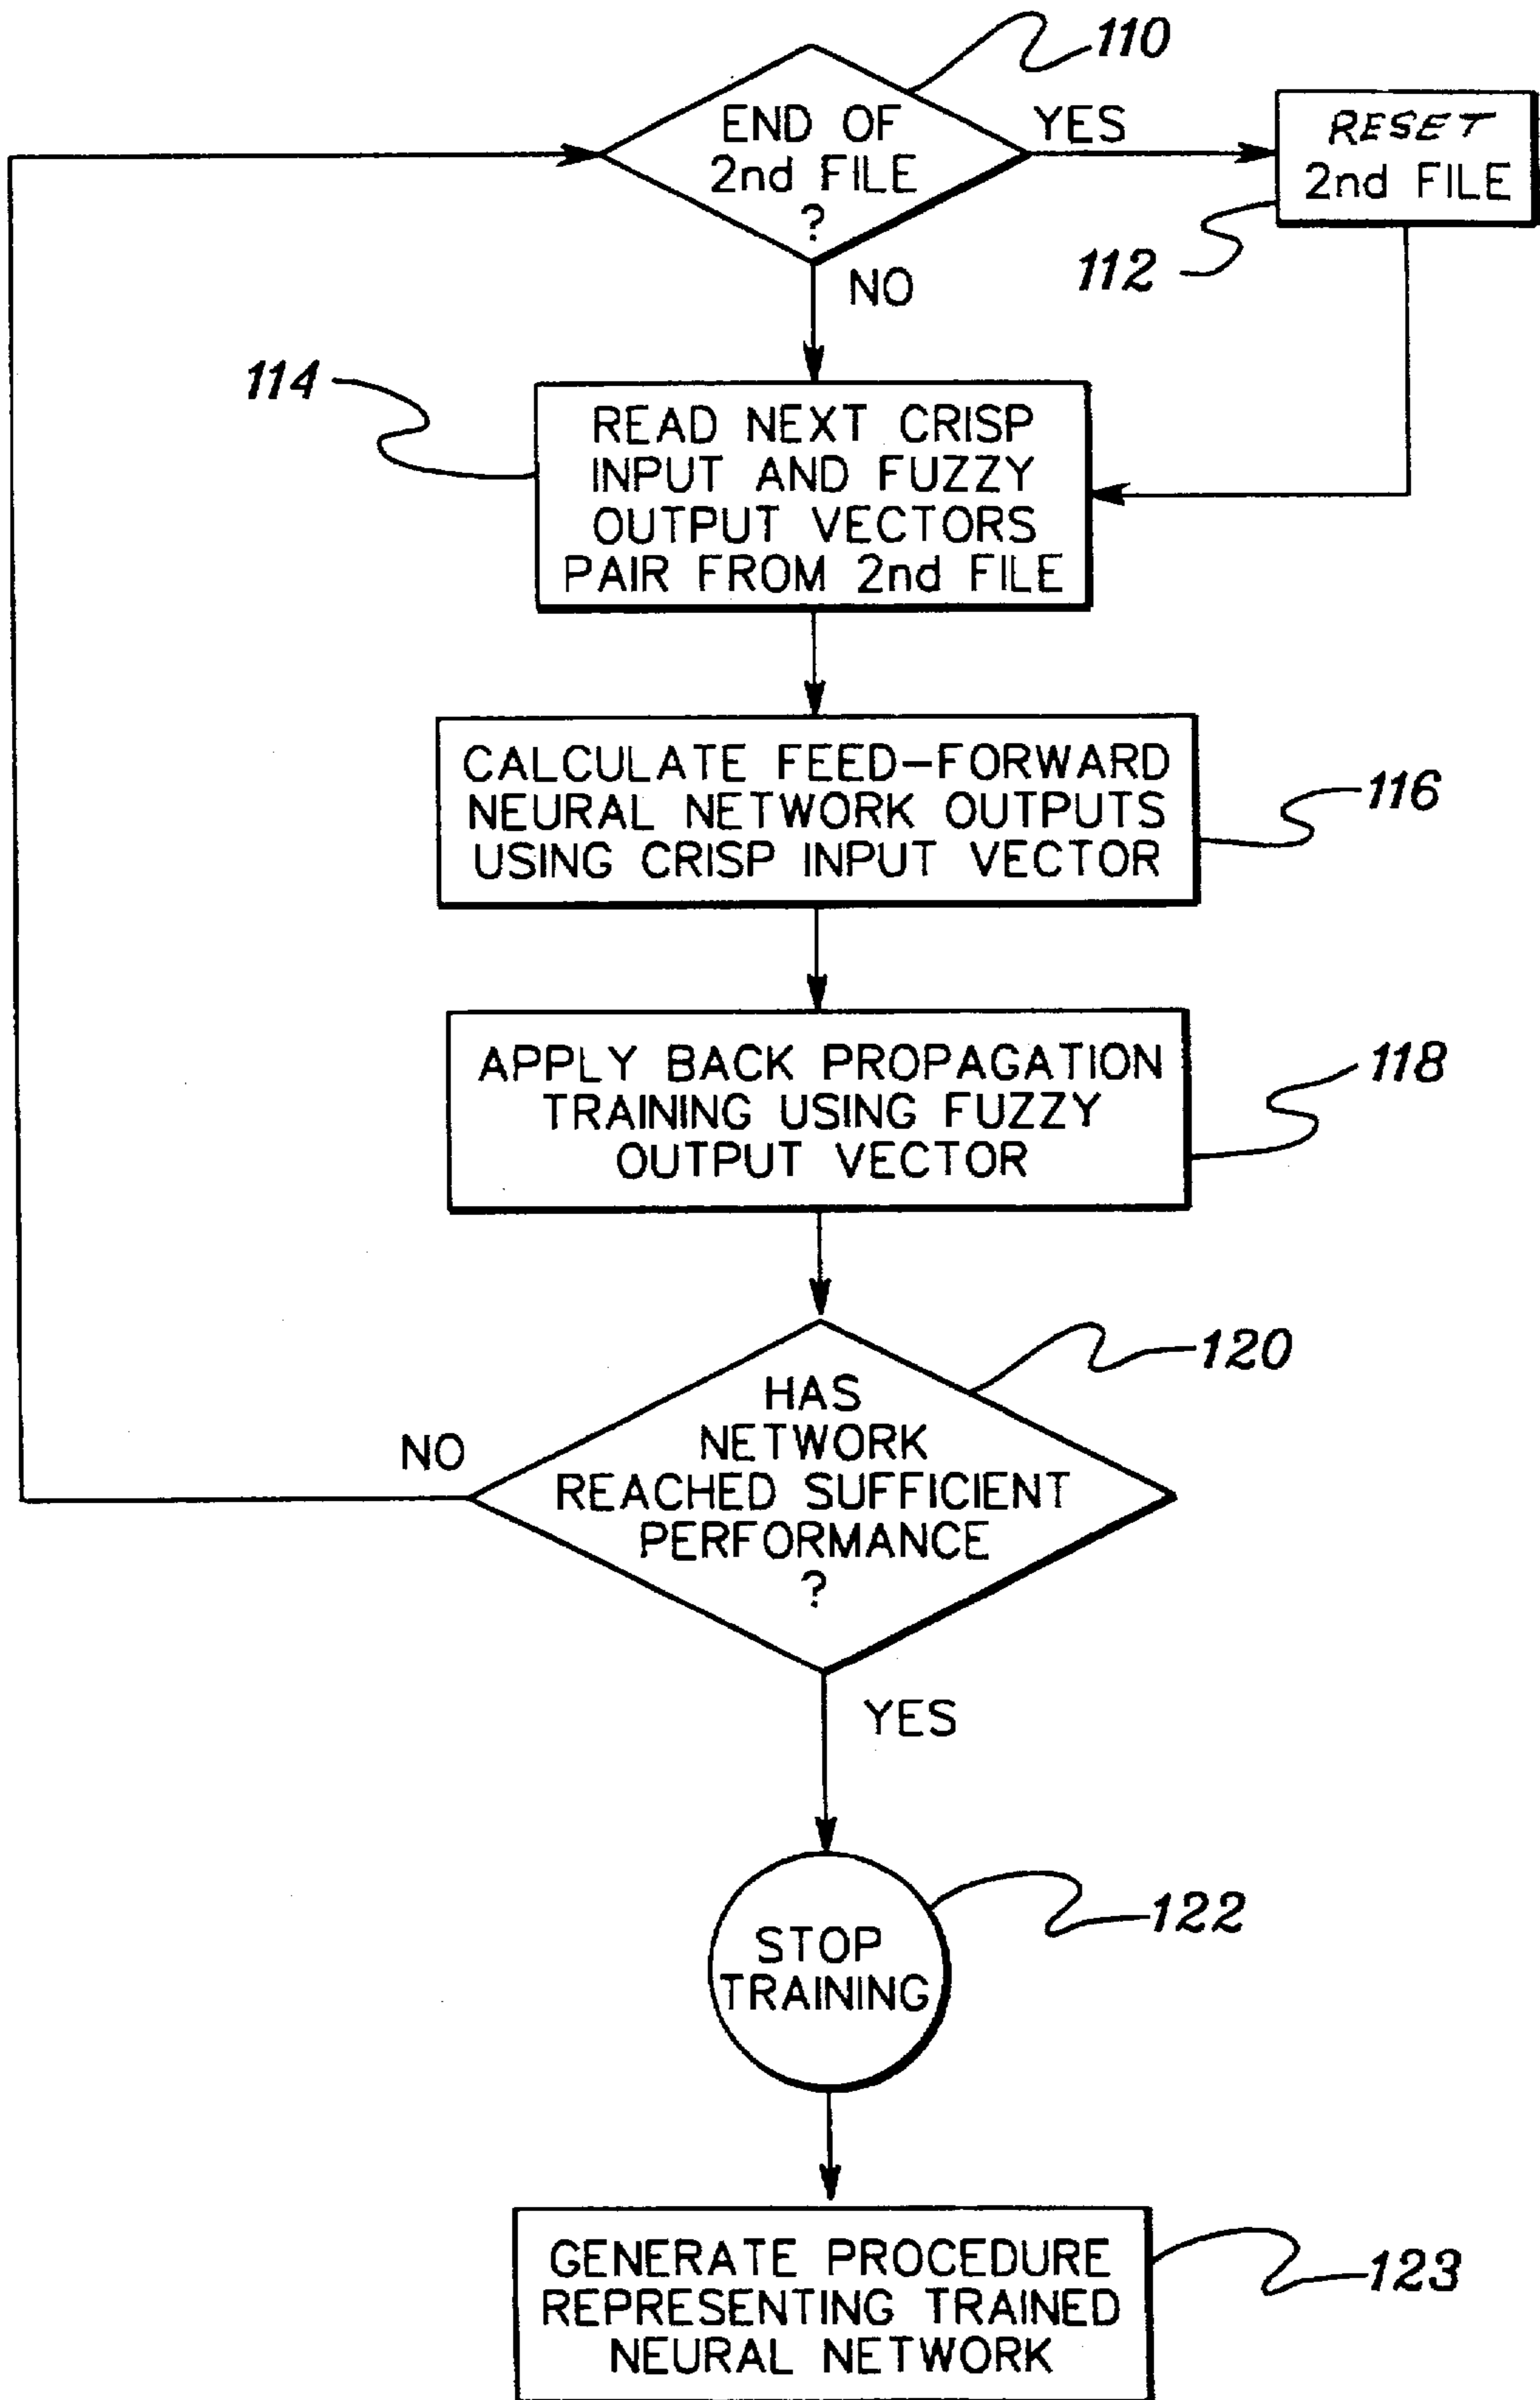 110
END OF
2nd FILE
?
YES
RESET
2nd FILE
112
NO
114
READ NEXT CRISP
INPUT AND FUZZY
OUTPUT VECTORS
PAIR FROM 2nd FILE
CALCULATE FEED-FORWARD
NEURAL NETWORK OUTPUTS
USING CRISP INPUT VECTOR
116
APPLY BACK PROPAGATION
TRAINING USING FUZZY
OUTPUT VECTOR
118
120
HAS
NETWORK
REACHED SUFFICIENT
PERFORMANCE
?
NO
YES
122
STOP
TRAINING
GENERATE PROCEDURE
REPRESENTING TRAINED
NEURAL NETWORK
123